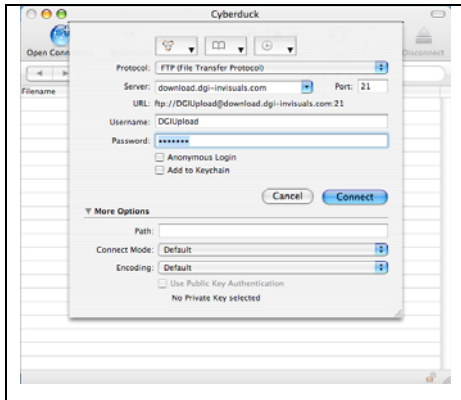 Cyberduck
Open Conn
Disconnect
Protocol: FTP (File Transfer Protocol)
Server: download.dgi-invisuals.com Port: 21
URL: ftp://DGIUpload@download.dgi-invisuals.com:21
Filename
Username: DGIUpload
Password: •••••••
Anonymous Login
Add to Keychain
Cancel Connect
More Options
Path:
Connect Mode: Default
Encoding: Default
Use Public Key Authentication
No Private Key selected